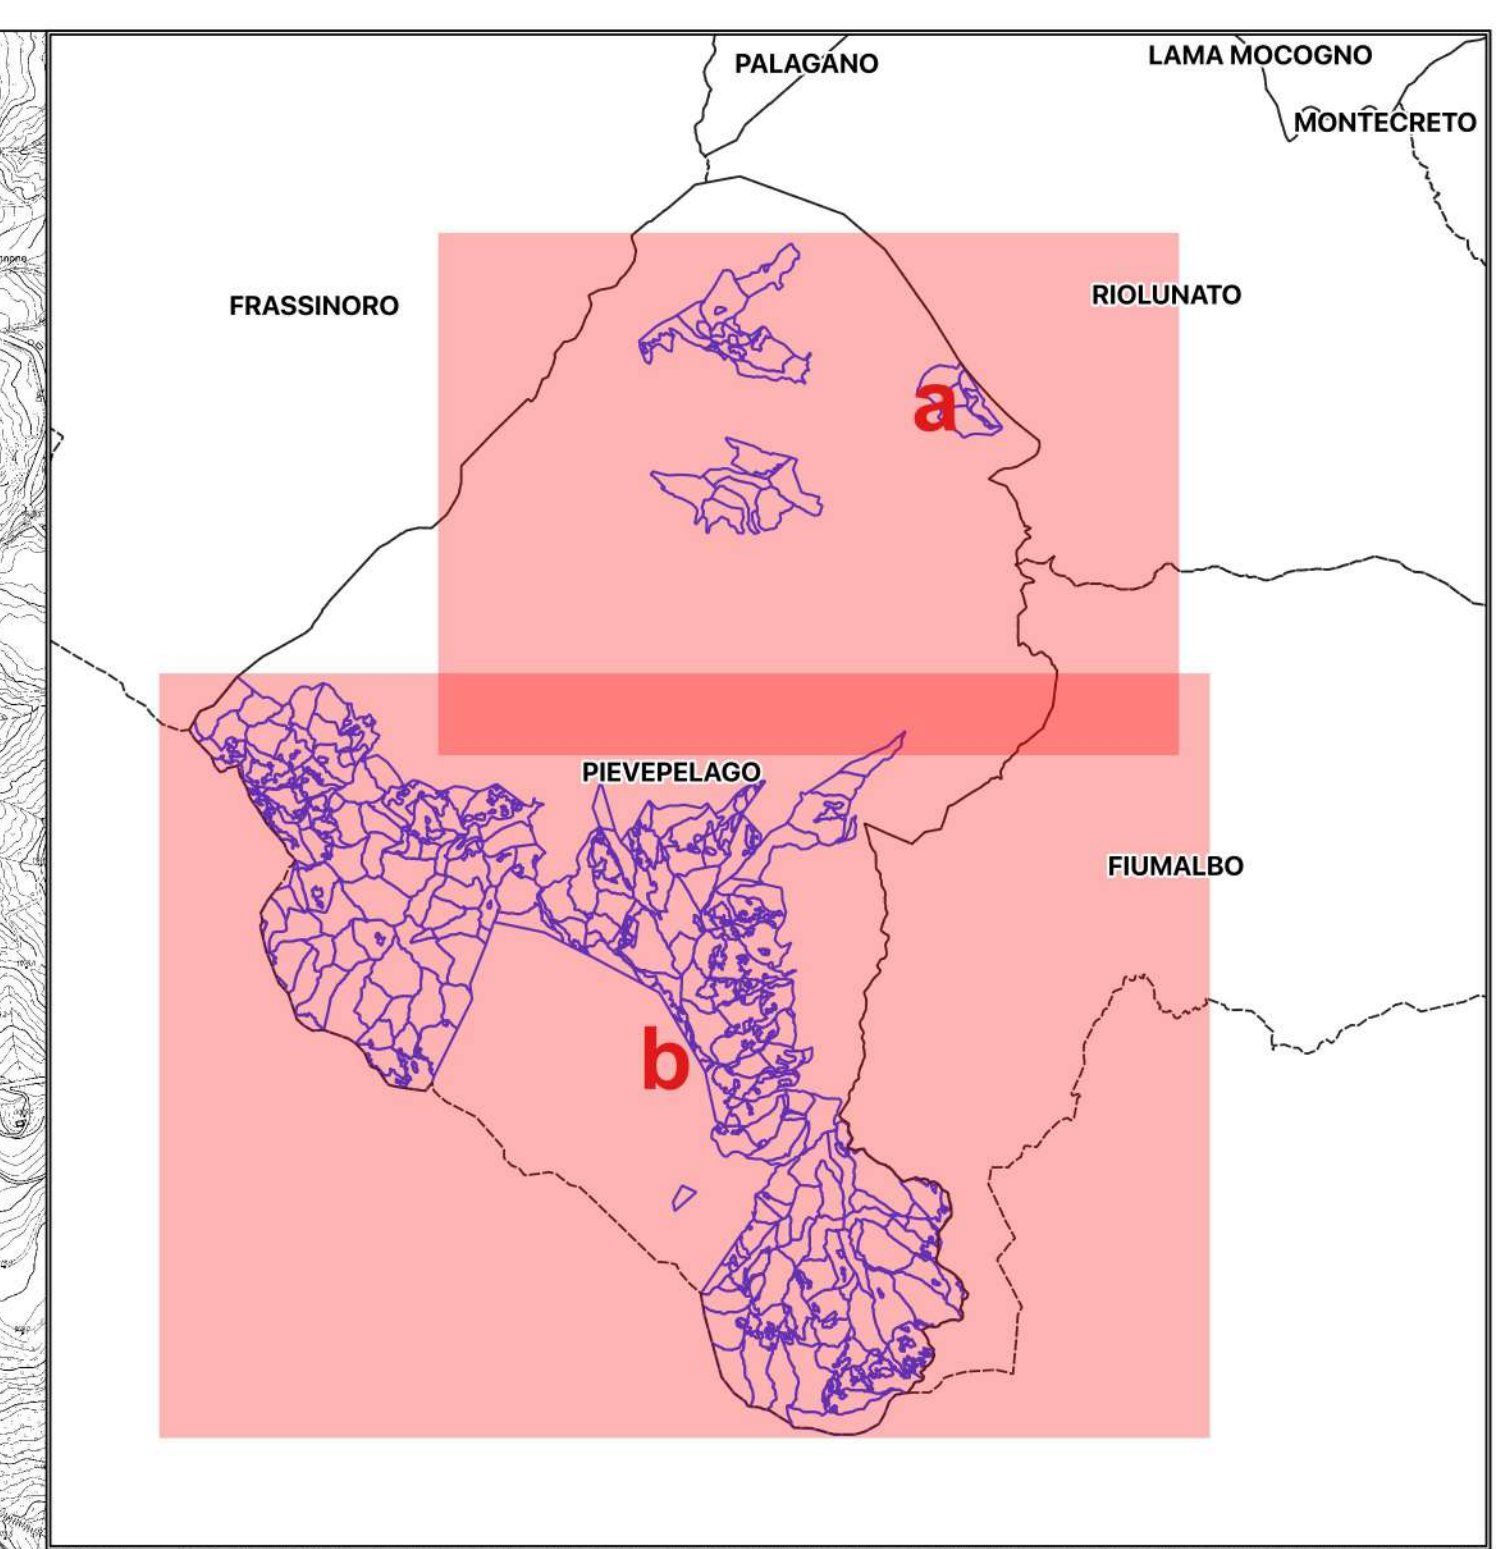 PALAGANO
LAMA MOCOGNO
MONTECRETO
FRASSINORO
RIOLUNATO
a
PIEVEPELAGO
FIUMALBO
b